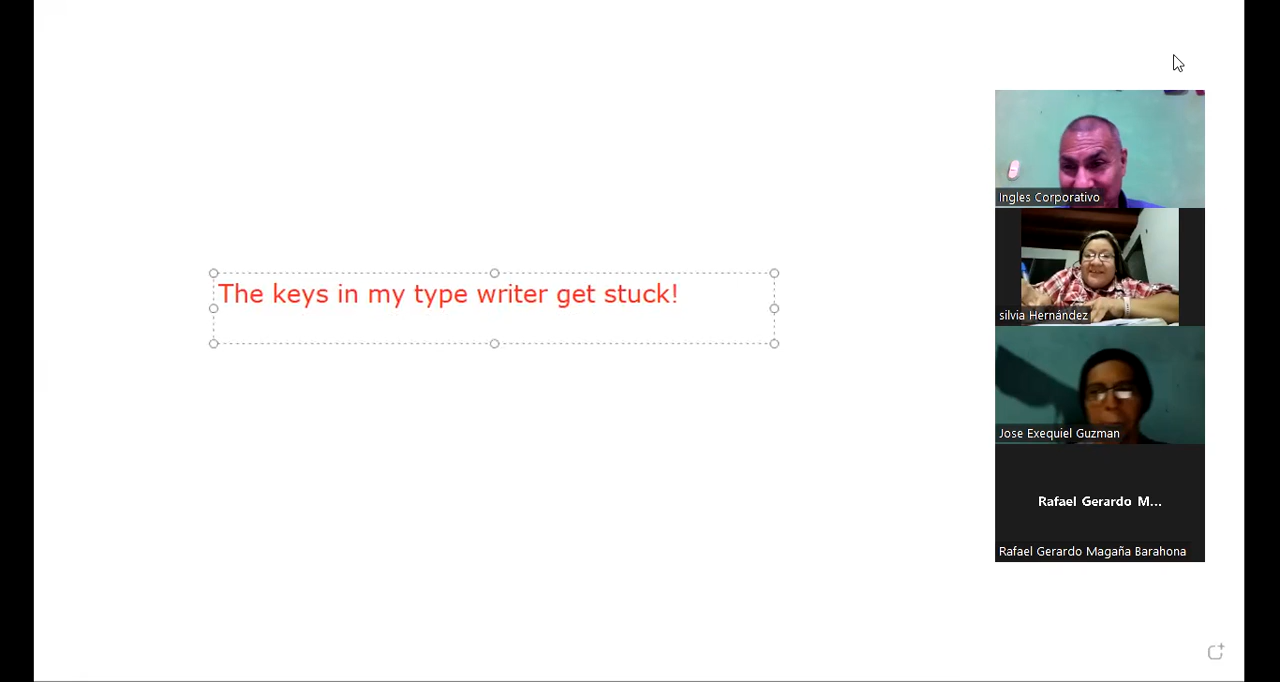 The keys in my type writer get stuck!
Ingles Corporativo
silvia Hernández
Jose Exequiel Guzman
Rafael Gerardo M...
Rafael Gerardo Magaña Barahona